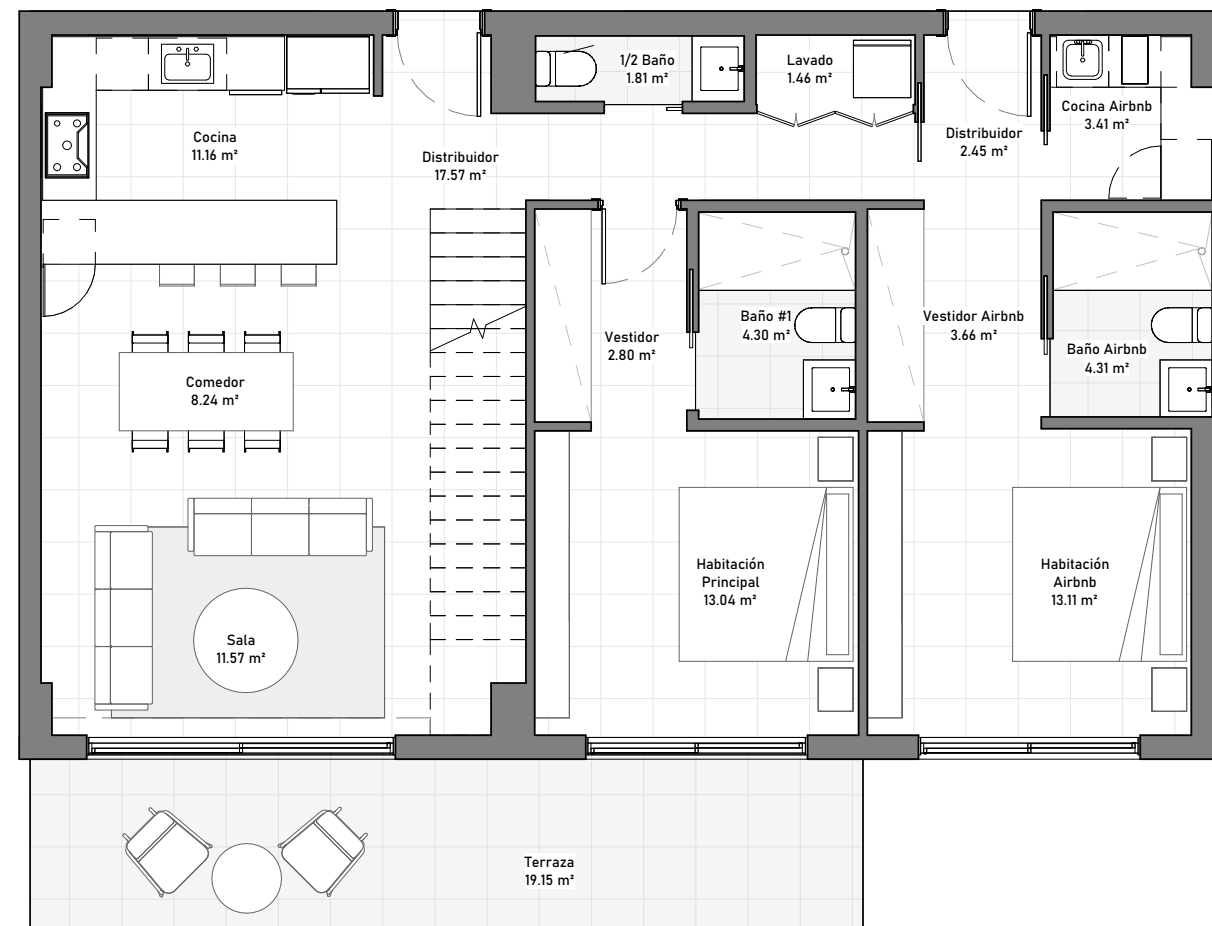 1/2 Baño
1.81 m²
Lavado
1.46 m²
Cocina Airbnb
3.41 m²
Cocina
11.16 m²
Distribuidor
17.57 m²
Distribuidor
2.45 m²
Vestidor
2.80 m²
Baño #1
4.30 m²
Vestidor Airbnb
3.66 m²
Baño Airbnb
4.31 m²
Comedor
8.24 m²
Habitación
Principal
13.04 m²
Habitación
Airbnb
13.11 m²
Sala
11.57 m²
Terraza
19.15 m²